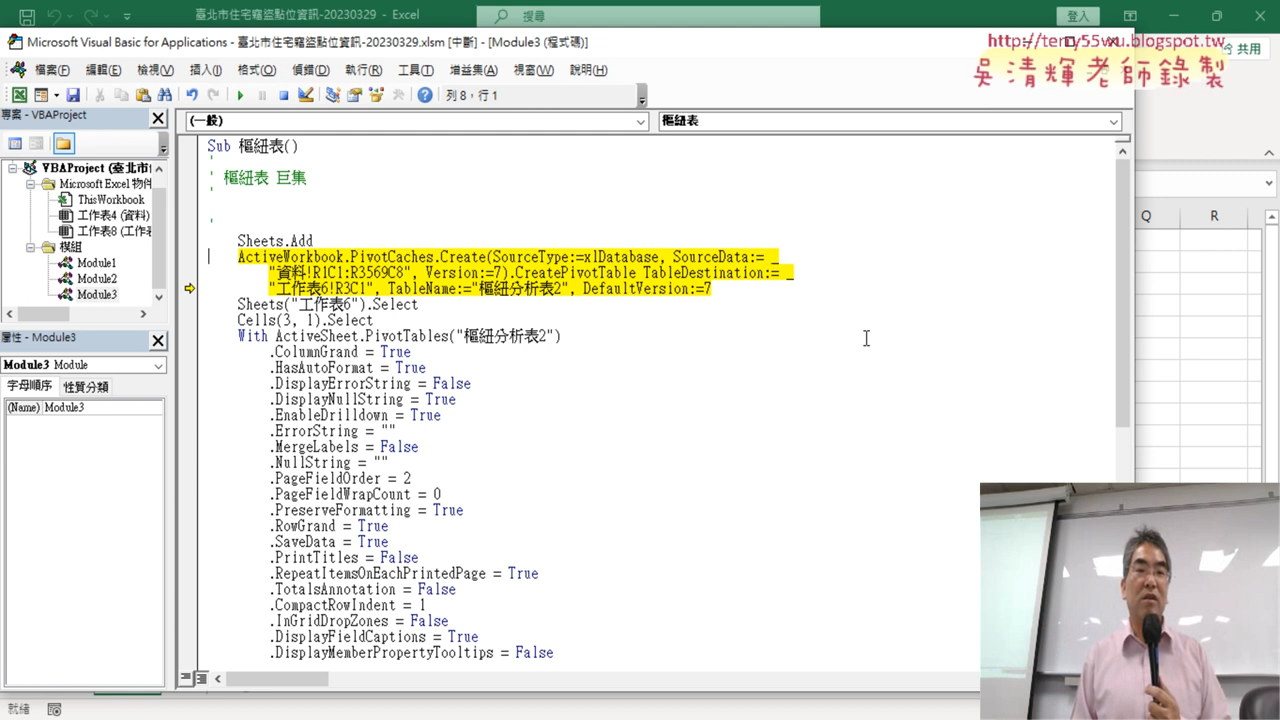 臺北市住宅竊盜點位資訊-20230329 - Excel
搜尋
登入
Microsoft Visual Basic for Applications - 臺北市住宅竊盜點位資訊-20230329.xlsm [中斷] - [Module3 (程式碼)]
http://terry55wu.blogspot.tw
共用
吳清輝老師錄製
檔案(F) 編輯(E) 檢視(V) 插入(I) 格式(O) 偵錯(D) 執行(R) 工具(T) 增益集(A) 視窗(W) 說明(H)
列 8，行 1
專案 - VBAProject
(一般)
樞紐表
VBAProject (臺北市
Microsoft Excel 物件
ThisWorkbook
工作表4 (資料)
工作表8 (工作表
模組
Module1
Module2
Module3
屬性 - Module3
Module3 Module
字母順序 性質分類
(Name) Module3
Sub 樞紐表()
'
' 樞紐表 巨集
'
'
Sheets.Add
ActiveWorkbook.PivotCaches.Create(SourceType:=xlDatabase, SourceData:= _
"資料!R1C1:R3569C8", Version:=7).CreatePivotTable TableDestination:= _
"工作表6!R3C1", TableName:="樞紐分析表2", DefaultVersion:=7
Sheets("工作表6").Select
Cells(3, 1).Select
With ActiveSheet.PivotTables("樞紐分析表2")
.ColumnGrand = True
.HasAutoFormat = True
.DisplayErrorString = False
.DisplayNullString = True
.EnableDrilldown = True
.ErrorString = ""
.MergeLabels = False
.NullString = ""
.PageFieldOrder = 2
.PageFieldWrapCount = 0
.PreserveFormatting = True
.RowGrand = True
.SaveData = True
.PrintTitles = False
.RepeatItemsOnEachPrintedPage = True
.TotalsAnnotation = False
.CompactRowIndent = 1
.InGridDropZones = False
.DisplayFieldCaptions = True
.DisplayMemberPropertyTooltips = False
Q R
就緒